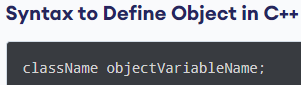 Syntax to Define Object in C++
className objectVariableName;